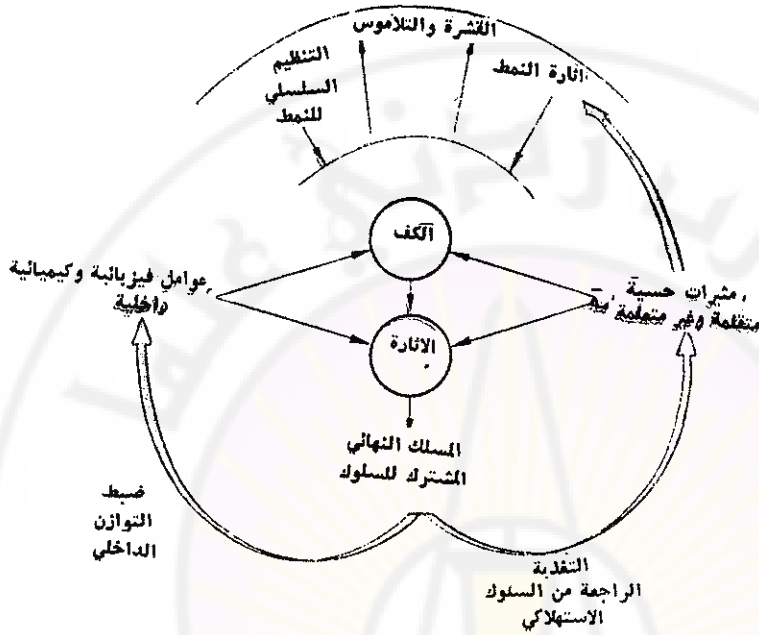 القشرة والتلاموس
التنظيم
السلسلي
للنمط
اثارة النمط
الكف
عوامل فيزيائية وكيميائية
داخلية
مثيرات حسية
متعلمة وغير متعلمة
الاثارة
المسلك النهائي
المشترك للسلوك
ضبط
التوازن
الداخلي
التغذية
الراجعة من السلوك
الاستهلاكي